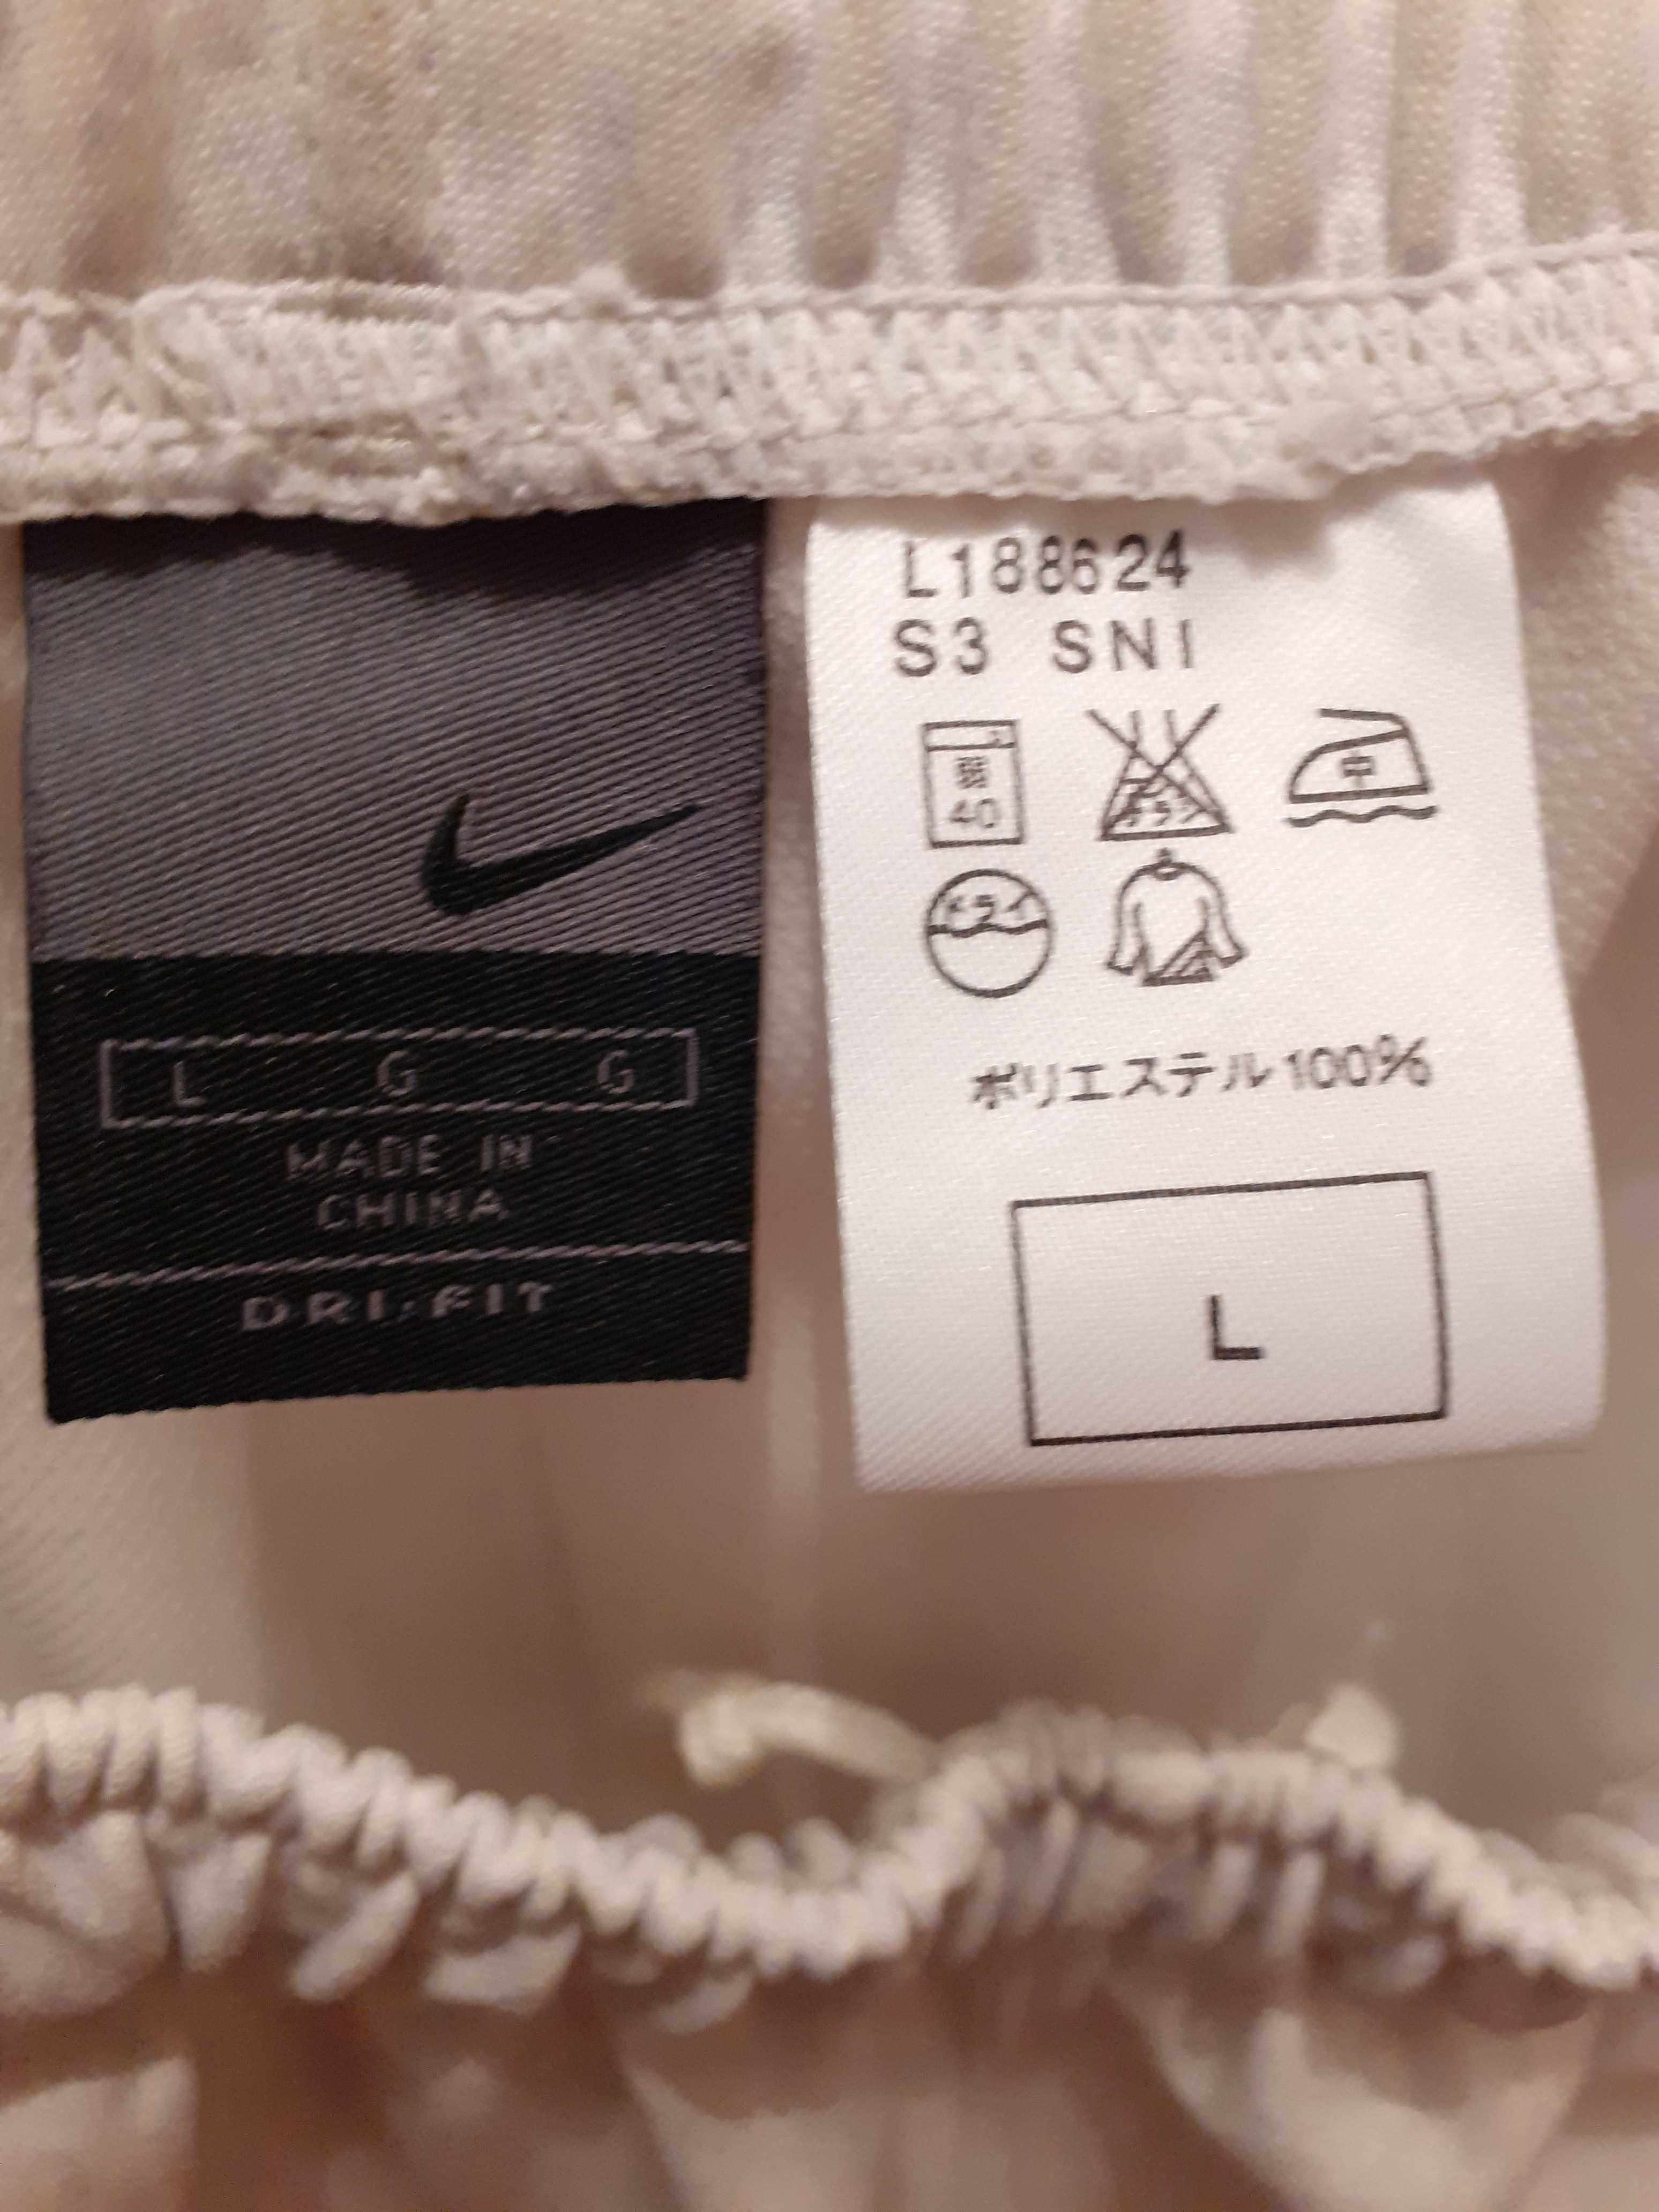 L G G
MADE IN
CHINA
DRI-FIT
L188624
S3 SNI
弱
40
中
ドライ
ポリエステル100%
L